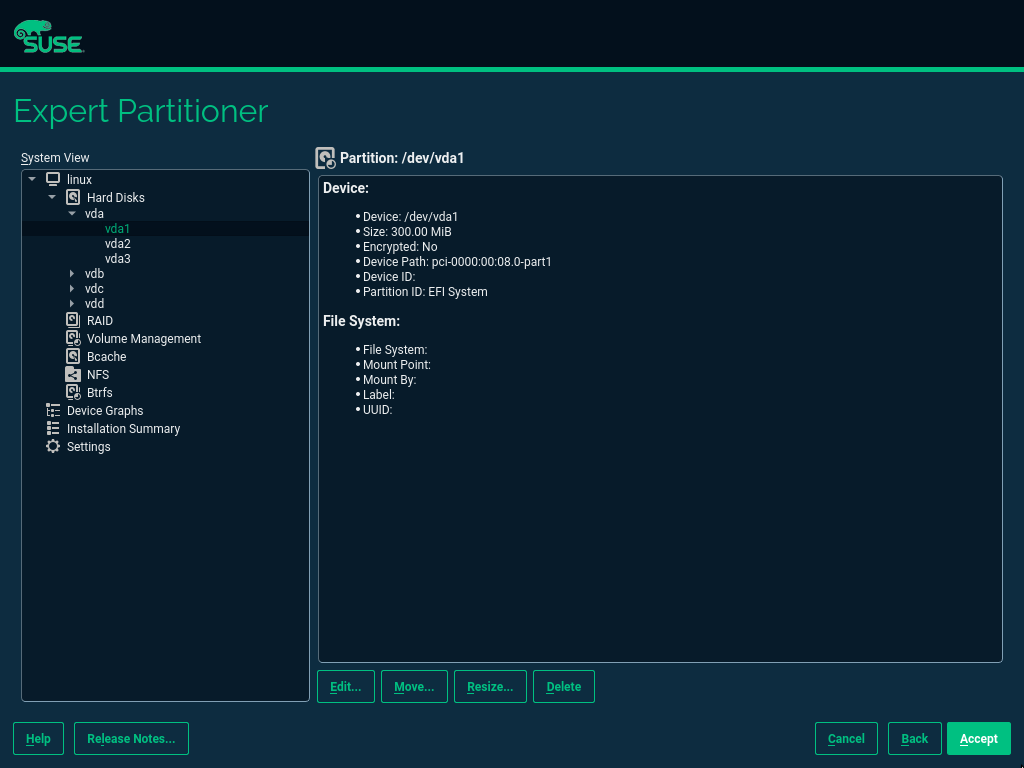 SUSE
Expert Partitioner
System View
linux
Hard Disks
vda
vda1
vda2
vda3
vdb
vdc
vdd
RAID
Volume Management
Bcache
NFS
Btrfs
Device Graphs
Installation Summary
Settings
Partition: /dev/vda1
Device:
• Device: /dev/vda1
• Size: 300.00 MiB
• Encrypted: No
• Device Path: pci-0000:00:08.0-part1
• Device ID:
• Partition ID: EFI System
File System:
• File System:
• Mount Point:
• Mount By:
• Label:
• UUID:
Edit... Move... Resize... Delete
Help Release Notes... Cancel Back Accept